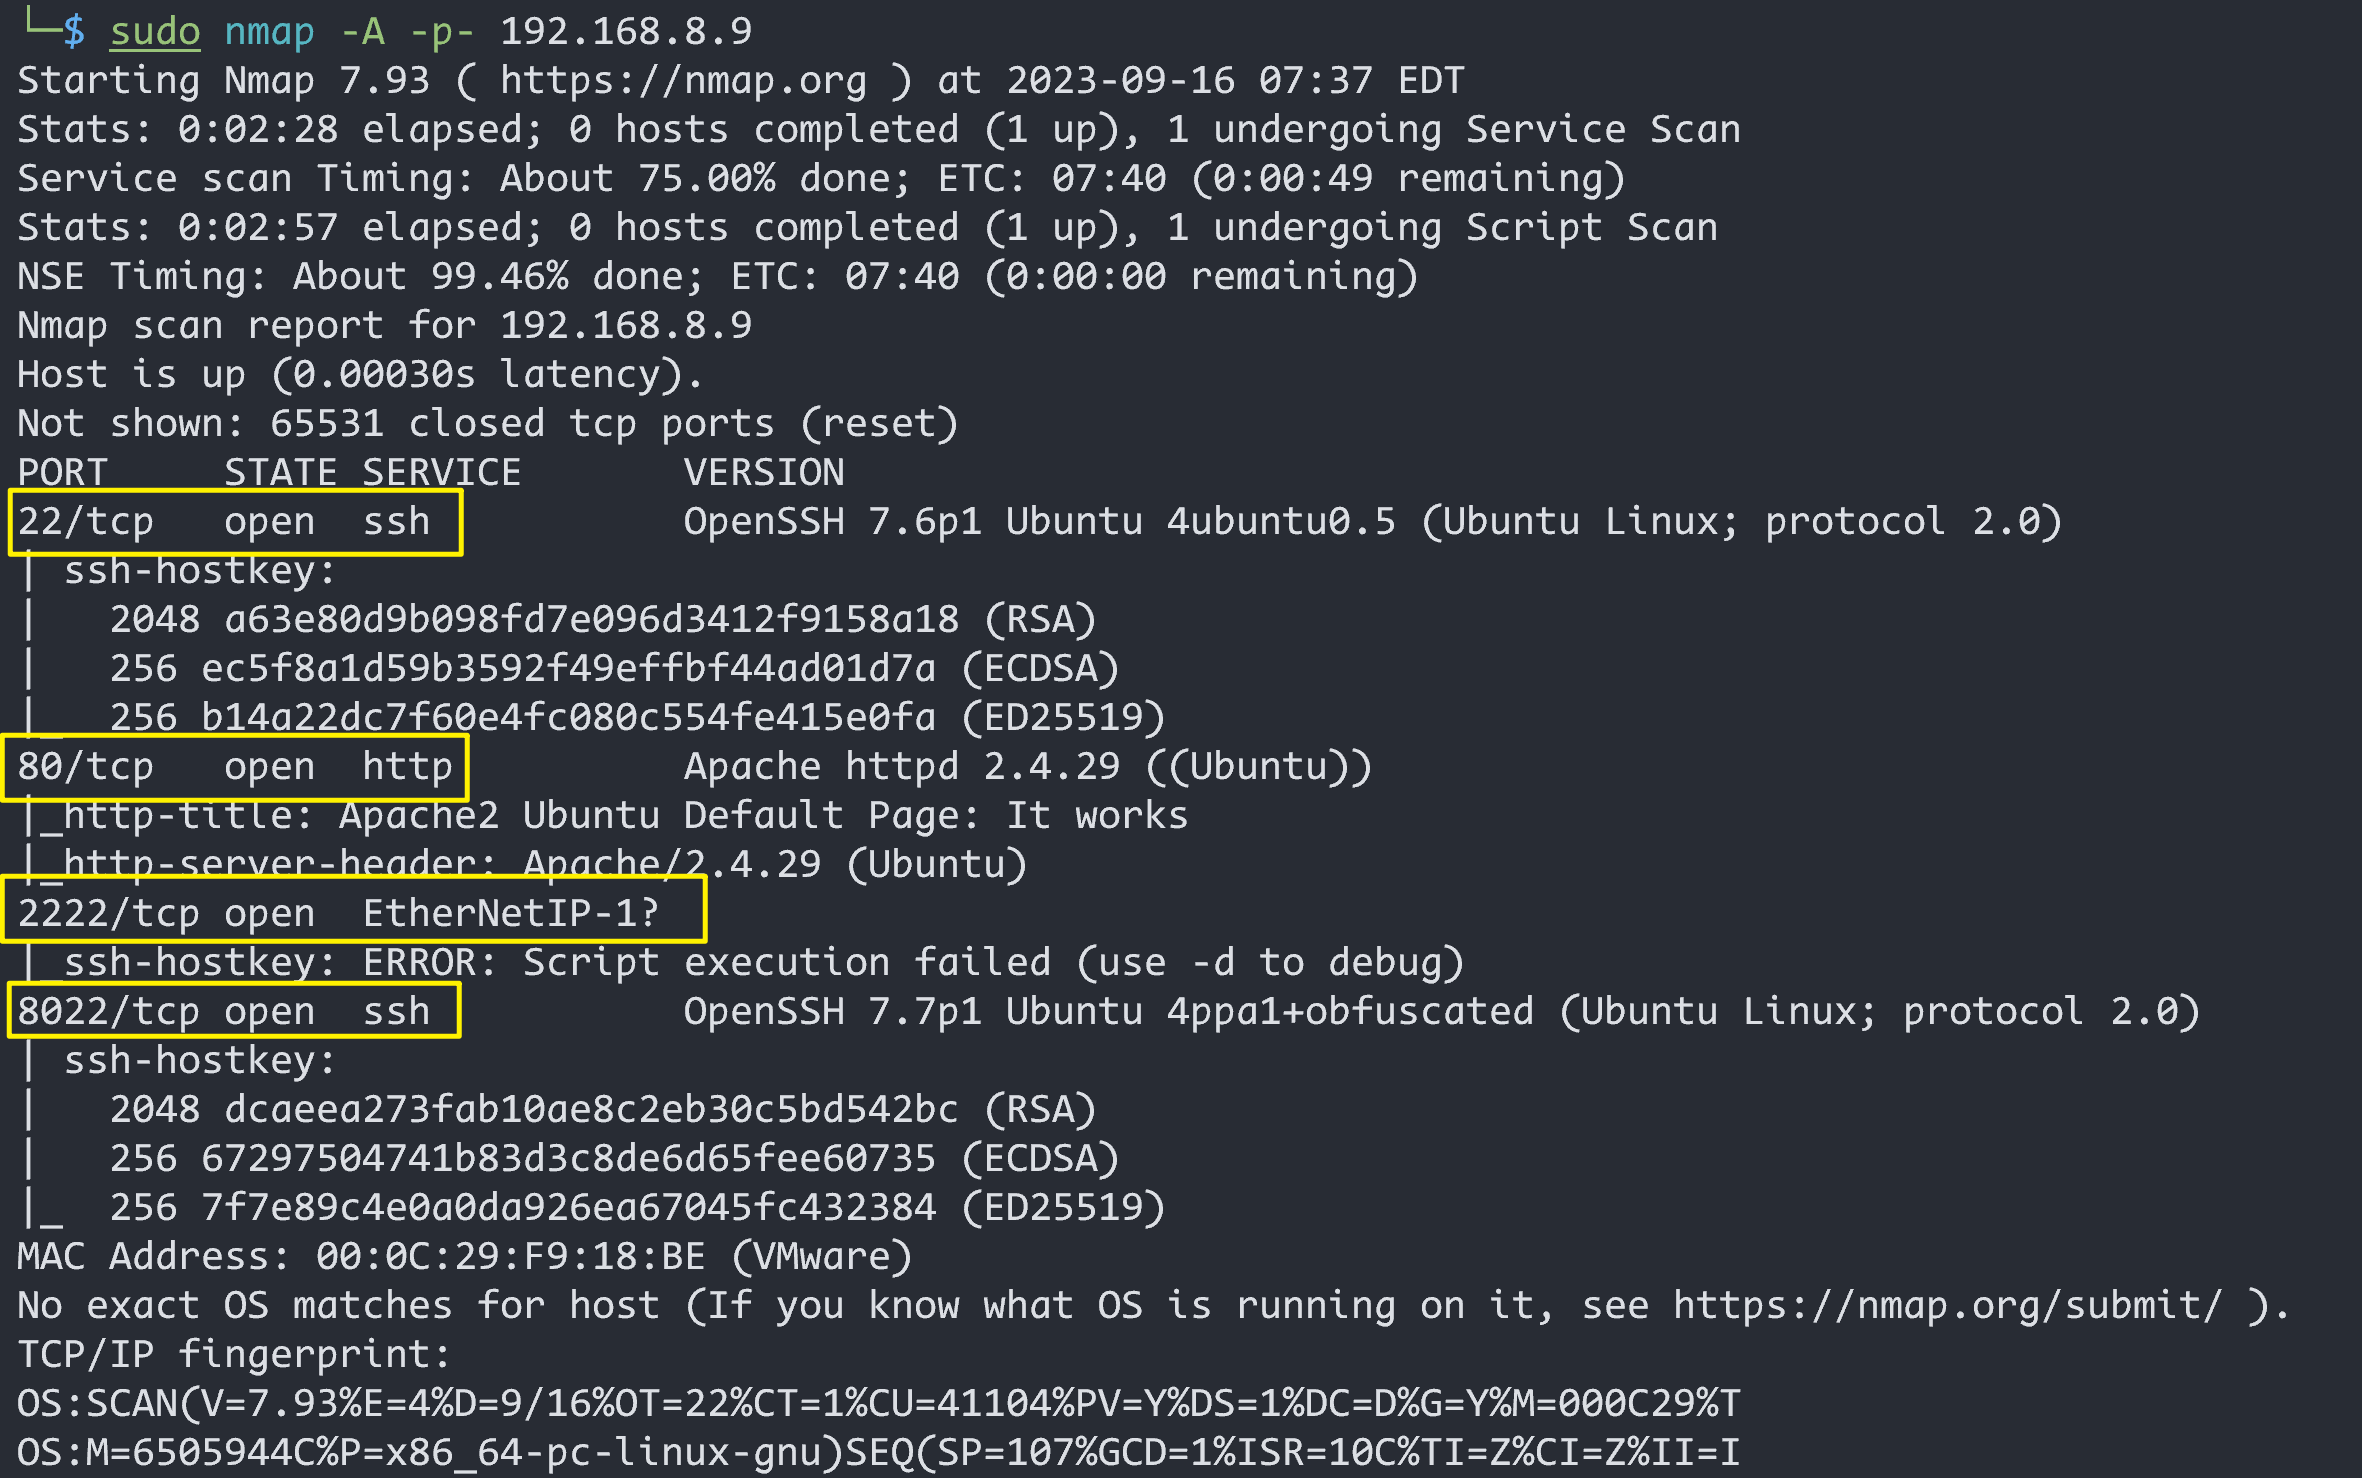 └─$ sudo nmap -A -p- 192.168.8.9
Starting Nmap 7.93 ( https://nmap.org ) at 2023-09-16 07:37 EDT
Stats: 0:02:28 elapsed; 0 hosts completed (1 up), 1 undergoing Service Scan
Service scan Timing: About 75.00% done; ETC: 07:40 (0:00:49 remaining)
Stats: 0:02:57 elapsed; 0 hosts completed (1 up), 1 undergoing Script Scan
NSE Timing: About 99.46% done; ETC: 07:40 (0:00:00 remaining)
Nmap scan report for 192.168.8.9
Host is up (0.00030s latency).
Not shown: 65531 closed tcp ports (reset)
PORT     STATE SERVICE       VERSION
22/tcp   open  ssh           OpenSSH 7.6p1 Ubuntu 4ubuntu0.5 (Ubuntu Linux; protocol 2.0)
| ssh-hostkey:
|   2048 a63e80d9b098fd7e096d3412f9158a18 (RSA)
|   256 ec5f8a1d59b3592f49effbf44ad01d7a (ECDSA)
|_  256 b14a22dc7f60e4fc080c554fe415e0fa (ED25519)
80/tcp   open  http          Apache httpd 2.4.29 ((Ubuntu))
|_http-title: Apache2 Ubuntu Default Page: It works
|_http-server-header: Apache/2.4.29 (Ubuntu)
2222/tcp open  EtherNetIP-1?
|_ssh-hostkey: ERROR: Script execution failed (use -d to debug)
8022/tcp open  ssh           OpenSSH 7.7p1 Ubuntu 4ppa1+obfuscated (Ubuntu Linux; protocol 2.0)
| ssh-hostkey:
|   2048 dcaeea273fab10ae8c2eb30c5bd542bc (RSA)
|   256 67297504741b83d3c8de6d65fee60735 (ECDSA)
|_  256 7f7e89c4e0a0da926ea67045fc432384 (ED25519)
MAC Address: 00:0C:29:F9:18:BE (VMware)
No exact OS matches for host (If you know what OS is running on it, see https://nmap.org/submit/ ).
TCP/IP fingerprint:
OS:SCAN(V=7.93%E=4%D=9/16%OT=22%CT=1%CU=41104%PV=Y%DS=1%DC=D%G=Y%M=000C29%T
OS:M=6505944C%P=x86_64-pc-linux-gnu)SEQ(SP=107%GCD=1%ISR=10C%TI=Z%CI=Z%II=I